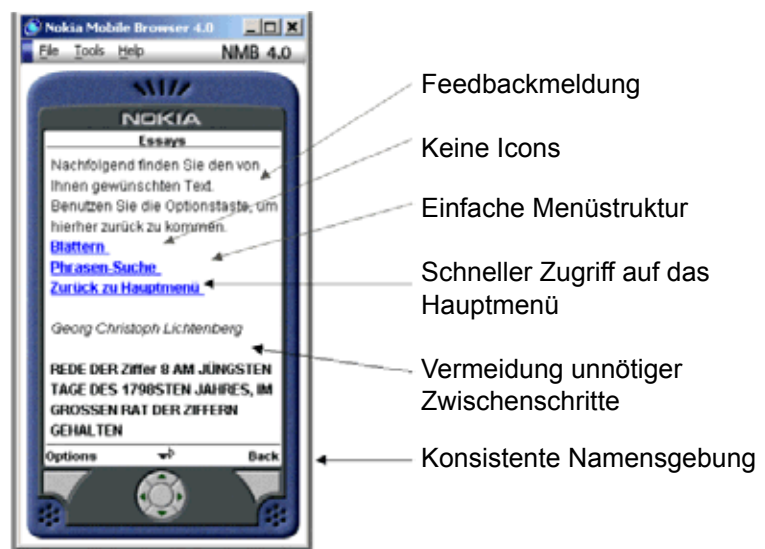 Nokia Mobile Browser 4.0
File Tools Help NMB 4.0
NOKIA
Essays
Nachfolgend finden Sie den von
Ihnen gewünschten Text.
Benutzen Sie die Optionstaste, um
hierher zurück zu kommen.
Blättern
Phrasen-Suche
Zurück zu Hauptmenü
Georg Christoph Lichtenberg
REDE DER Ziffer 8 AM JÜNGSTEN
TAGE DES 1798STEN JAHRES, IM
GROSSEN RAT DER ZIFFERN
GEHALTEN
Options Back
Feedbackmeldung
Keine Icons
Einfache Menüstruktur
Schneller Zugriff auf das
Hauptmenü
Vermeidung unnötiger
Zwischenschritte
Konsistente Namensgebung